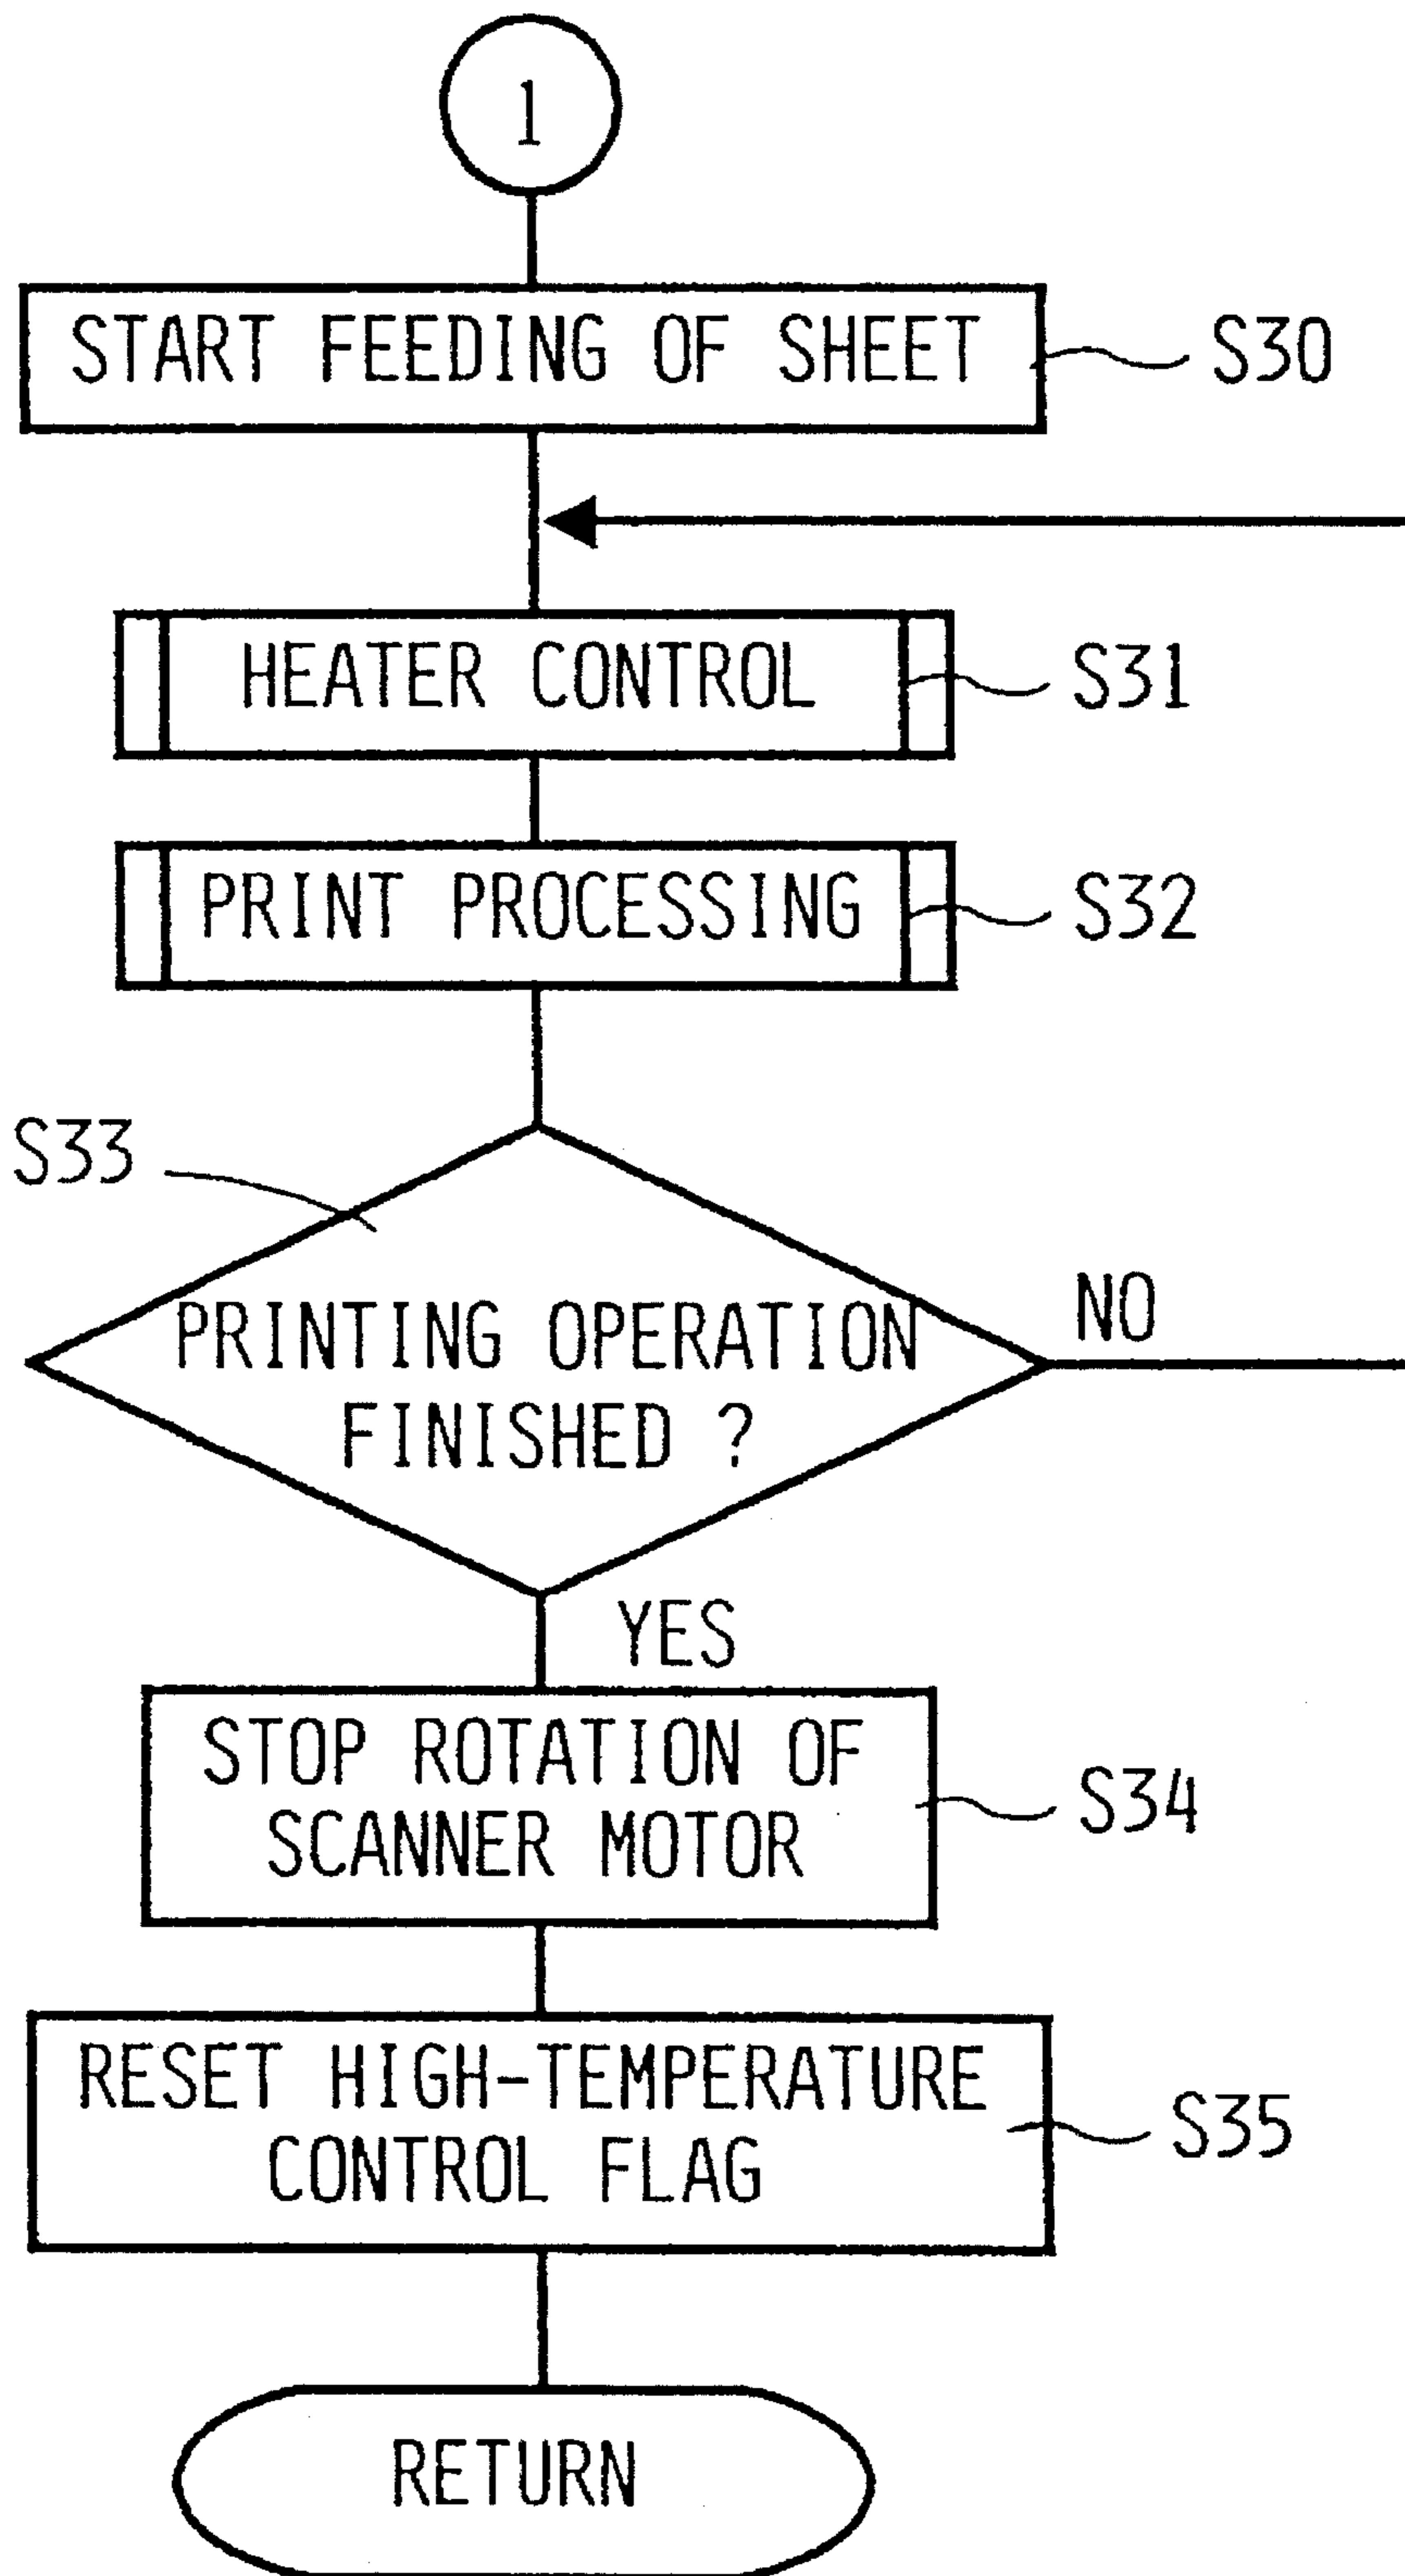 1
START FEEDING OF SHEET
S30
HEATER CONTROL
S31
PRINT PROCESSING
S32
S33
PRINTING OPERATION
FINISHED ?
NO
YES
STOP ROTATION OF
SCANNER MOTOR
S34
RESET HIGH-TEMPERATURE
CONTROL FLAG
S35
RETURN